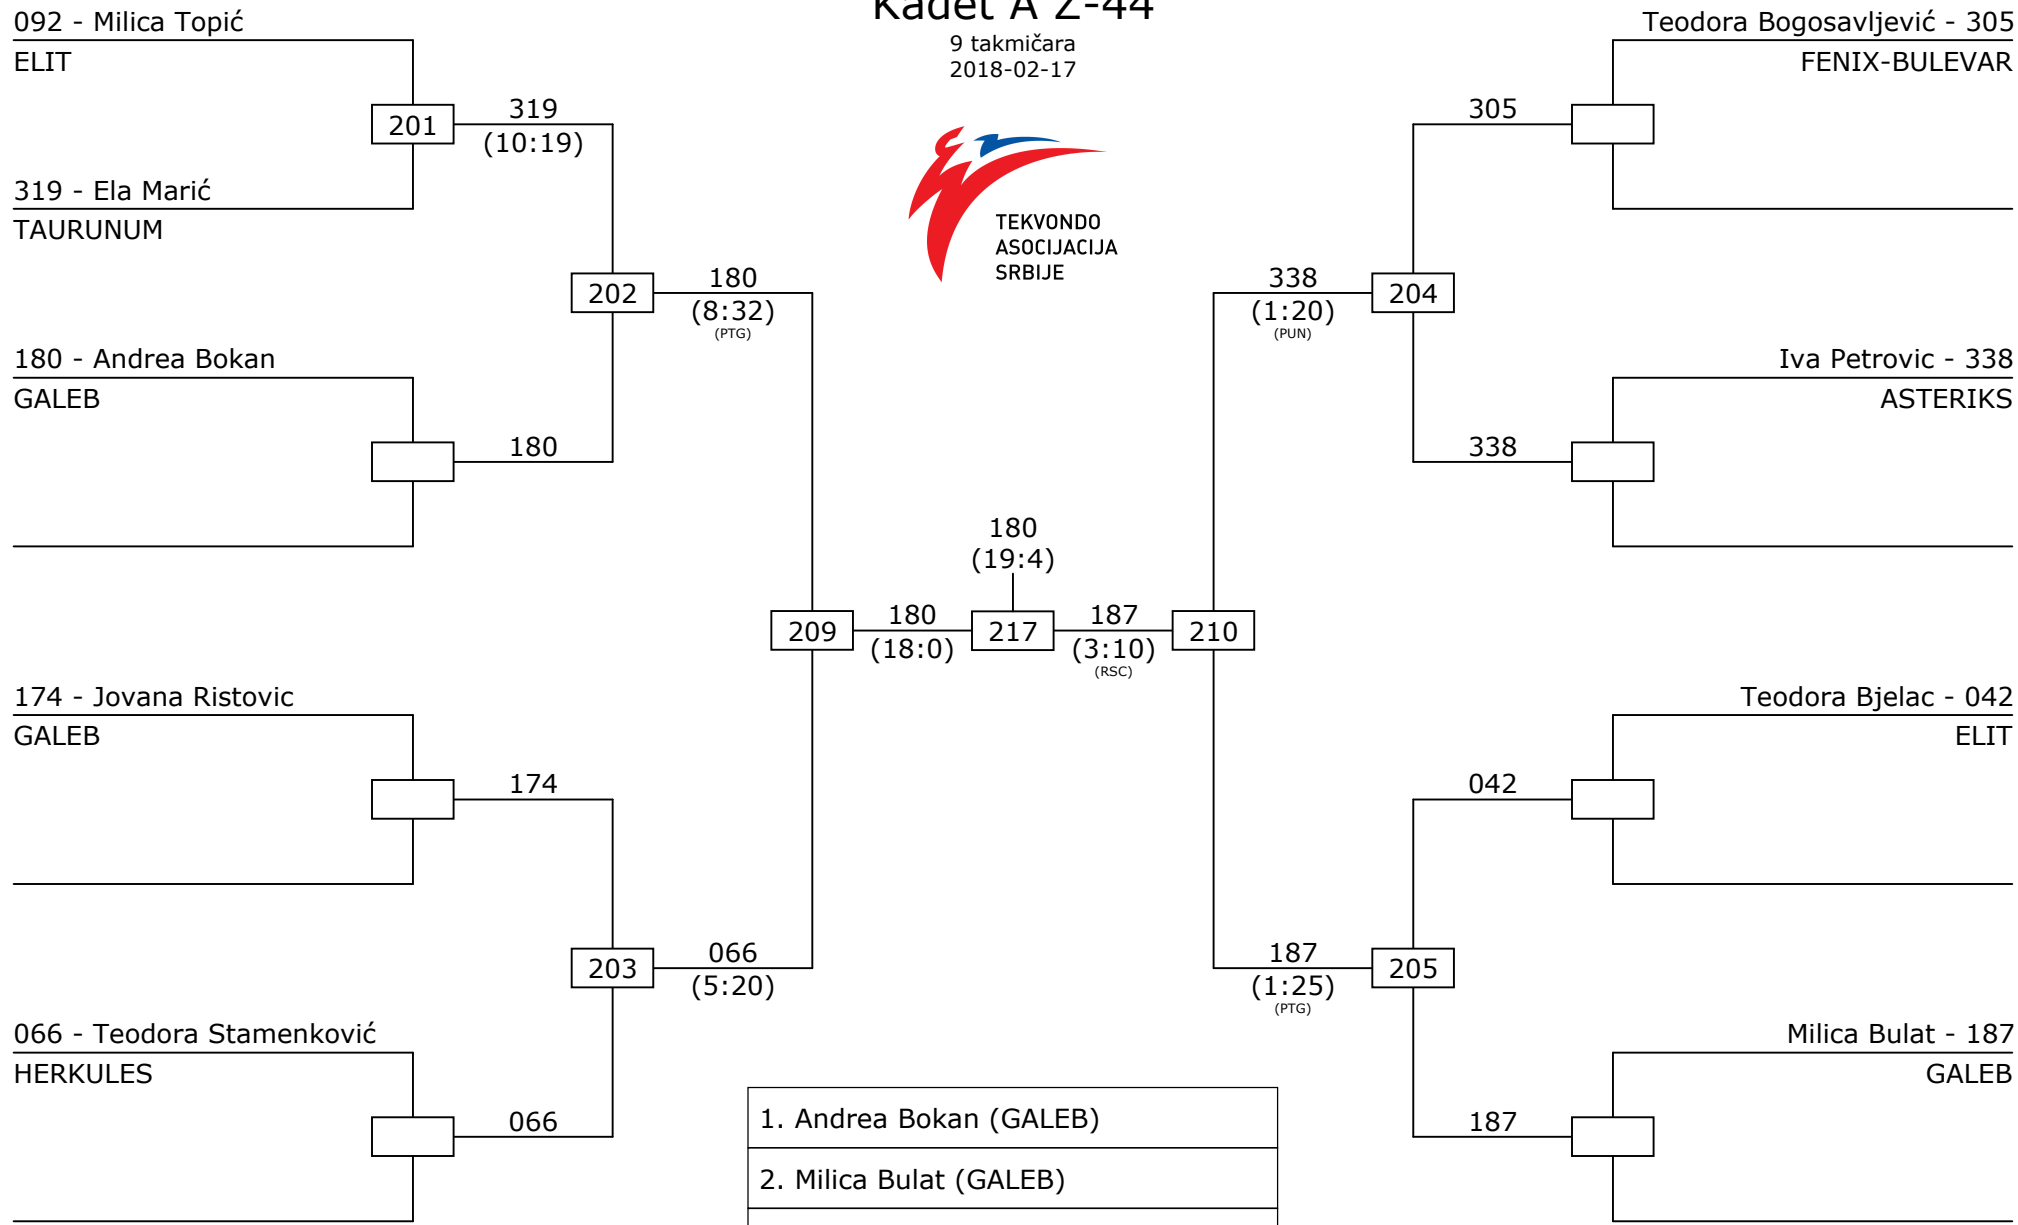 Kadet A Ž-44
9 takmičara
2018-02-17
TEKVONDO
ASOCIJACIJA
SRBIJE
092 - Milica Topić
ELIT
201
319
(10:19)
319 - Ela Marić
TAURUNUM
202
180
(8:32)
(PTG)
180 - Andrea Bokan
GALEB
180
174 - Jovana Ristovic
GALEB
174
203
066
(5:20)
066 - Teodora Stamenković
HERKULES
066
209
180
(18:0)
180
(19:4)
217
187
(3:10)
(RSC)
210
Teodora Bogosavljević - 305
FENIX-BULEVAR
305
338
(1:20)
(PUN)
204
Iva Petrovic - 338
ASTERIKS
338
Teodora Bjelac - 042
ELIT
042
187
(1:25)
(PTG)
205
Milica Bulat - 187
GALEB
187
1. Andrea Bokan (GALEB)
2. Milica Bulat (GALEB)